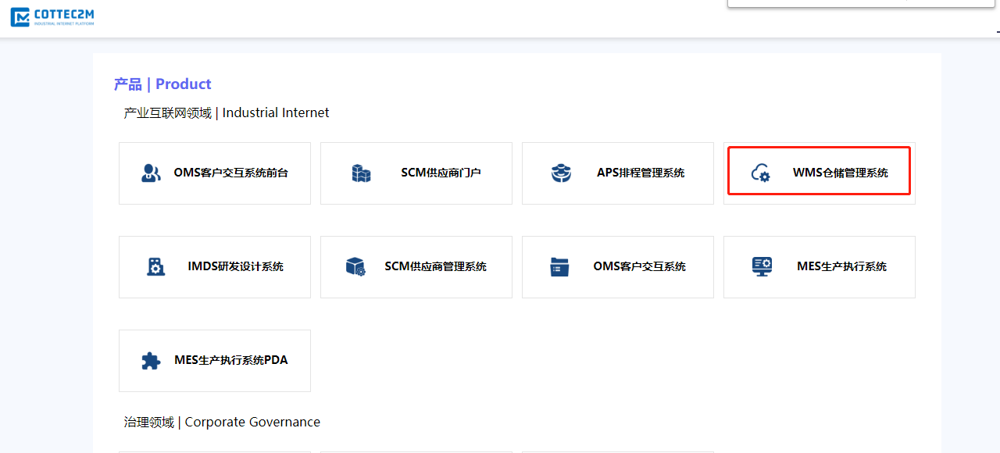 COTTEC2M
INDUSTRIAL INTERNET PLATFORM
产品 | Product
产业互联网领域 | Industrial Internet
OMS客户交互系统前台
SCM供应商门户
APS排程管理系统
WMS仓储管理系统
IMDS研发设计系统
SCM供应商管理系统
OMS客户交互系统
MES生产执行系统
MES生产执行系统PDA
治理领域 | Corporate Governance